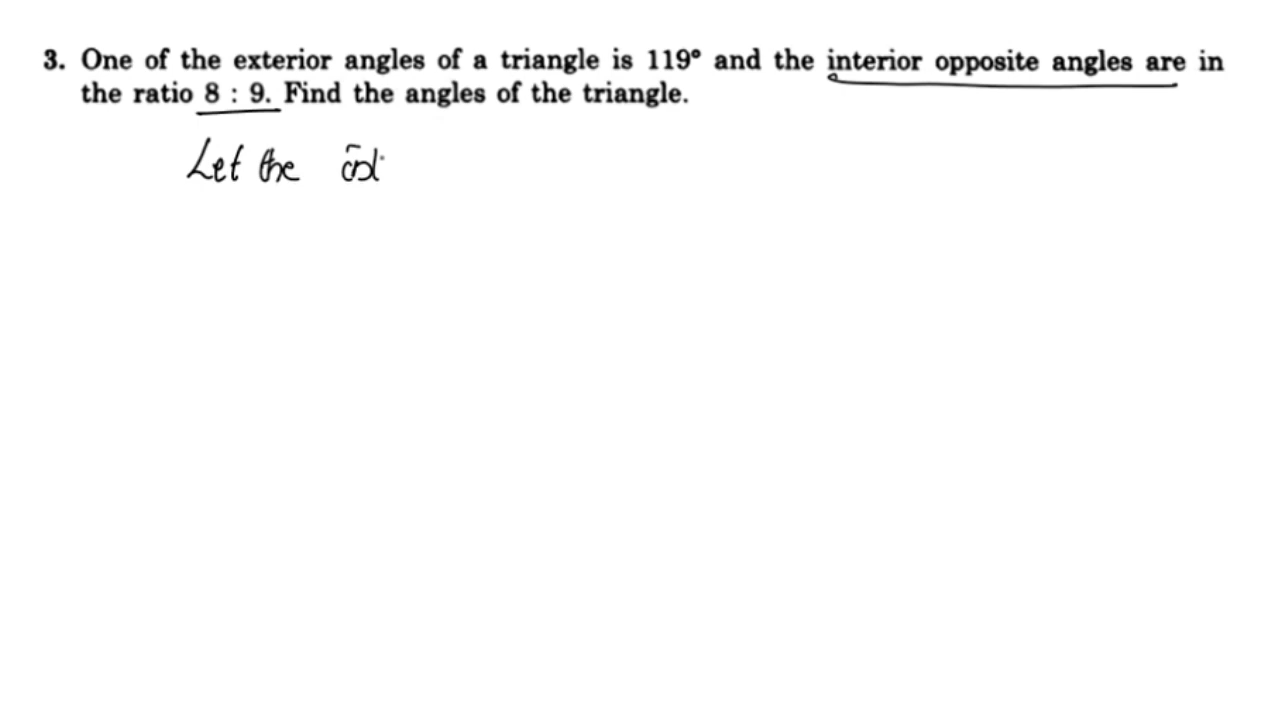 3. One of the exterior angles of a triangle is 119° and the interior opposite angles are in
the ratio 8 : 9. Find the angles of the triangle.
Let the